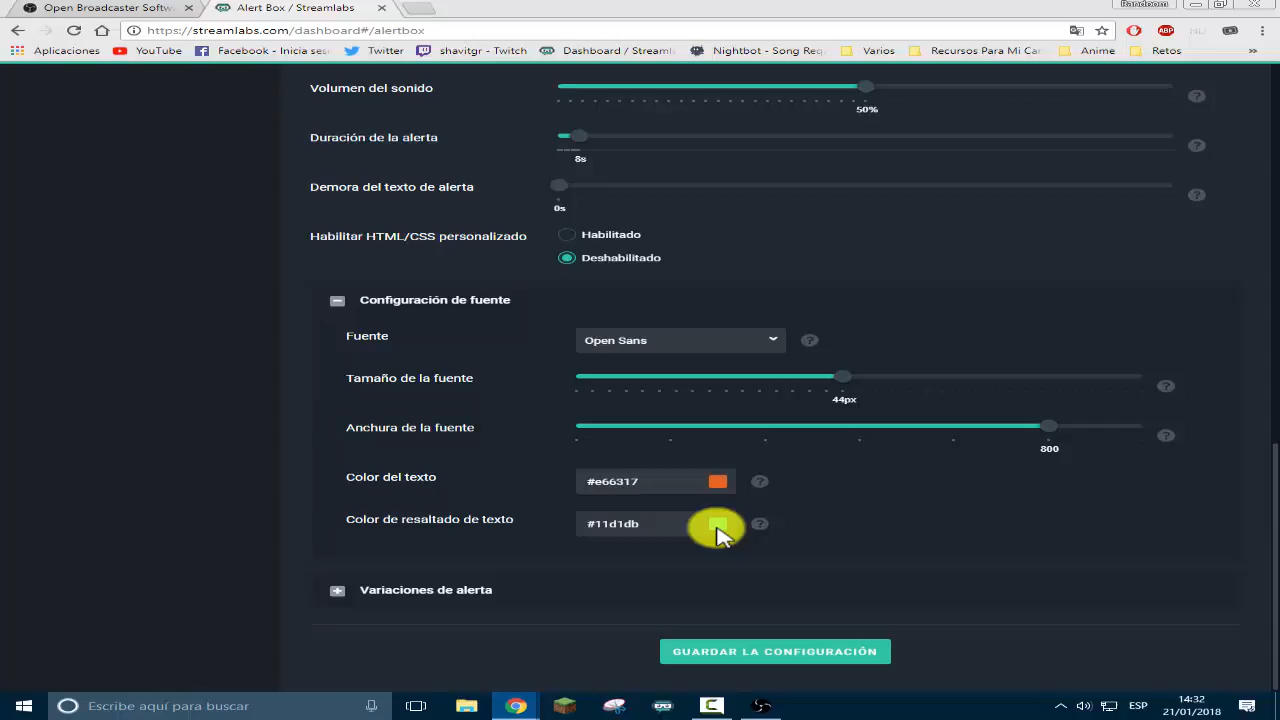 Open Broadcaster Softw
Alert Box / Streamlabs
Randoom
https://streamlabs.com/dashboard#/alertbox
Aplicaciones
YouTube
Facebook - Inicia ses
Twitter
shavitgr - Twitch
Dashboard / Streamla
Nightbot - Song Req
Varios
Recursos Para Mi Can
Anime
Retos
»
Volumen del sonido
50%
?
Duración de la alerta
8s
?
Demora del texto de alerta
0s
?
Habilitar HTML/CSS personalizado
Habilitado
Deshabilitado
Configuración de fuente
Fuente
Open Sans
?
Tamaño de la fuente
44px
?
Anchura de la fuente
800
?
Color del texto
#e66317
?
Color de resaltado de texto
#11d1db
?
Variaciones de alerta
GUARDAR LA CONFIGURACIÓN
Escribe aquí para buscar
ESP
14:32
21/01/2018